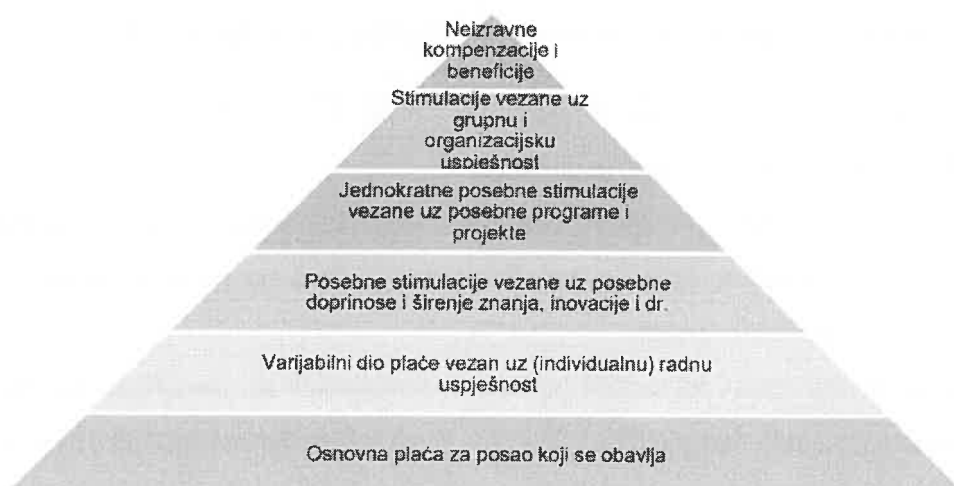 Neizravne
kompenzacije i
beneficije
Stimulacije vezane uz
grupnu i
organizacijsku
uspješnost
Jednokratne posebne stimulacije
vezane uz posebne programe i
projekte
Posebne stimulacije vezane uz posebne
doprinose i širenje znanja, inovacije i dr.
Varijabilni dio plaće vezan uz (individualnu) radnu
uspješnost
Osnovna plaća za posao koji se obavlja